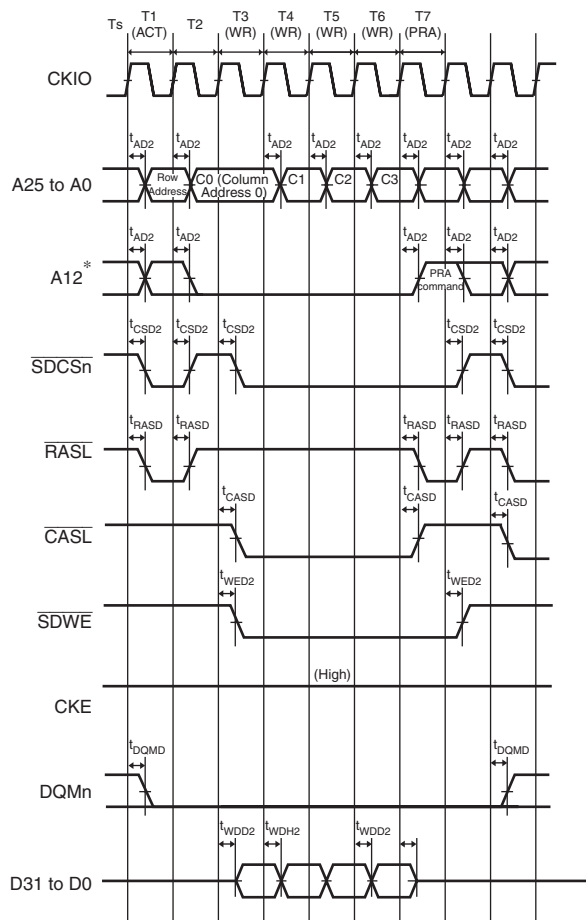 Ts T1 T2 T3 T4 T5 T6 T7
(ACT) (WR) (WR) (WR) (WR) (PRA)
CKIO
tAD2 tAD2 tAD2 tAD2 tAD2 tAD2 tAD2 tAD2
A25 to A0
Row Address
C0 (Column Address 0)
C1 C2 C3
tAD2 tAD2 tAD2 tAD2 tAD2
A12*
PRA command
tCSD2 tCSD2 tCSD2 tCSD2 tCSD2
SDCSn
tRASD tRASD tRASD tRASD tRASD
RASL
tCASD tCASD tCASD
CASL
tWED2 tWED2
SDWE
(High)
CKE
tDQMD tDQMD
DQMn
tWDD2 tWDH2 tWDD2
D31 to D0